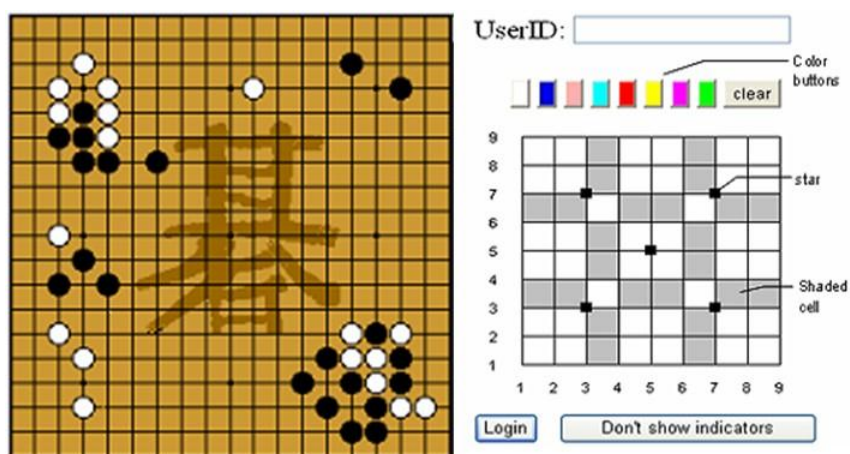 碁
UserID:
Color
buttons
clear
9
8
7
6
5
4
3
2
1
star
Shaded
cell
1 2 3 4 5 6 7 8 9
Login
Don't show indicators